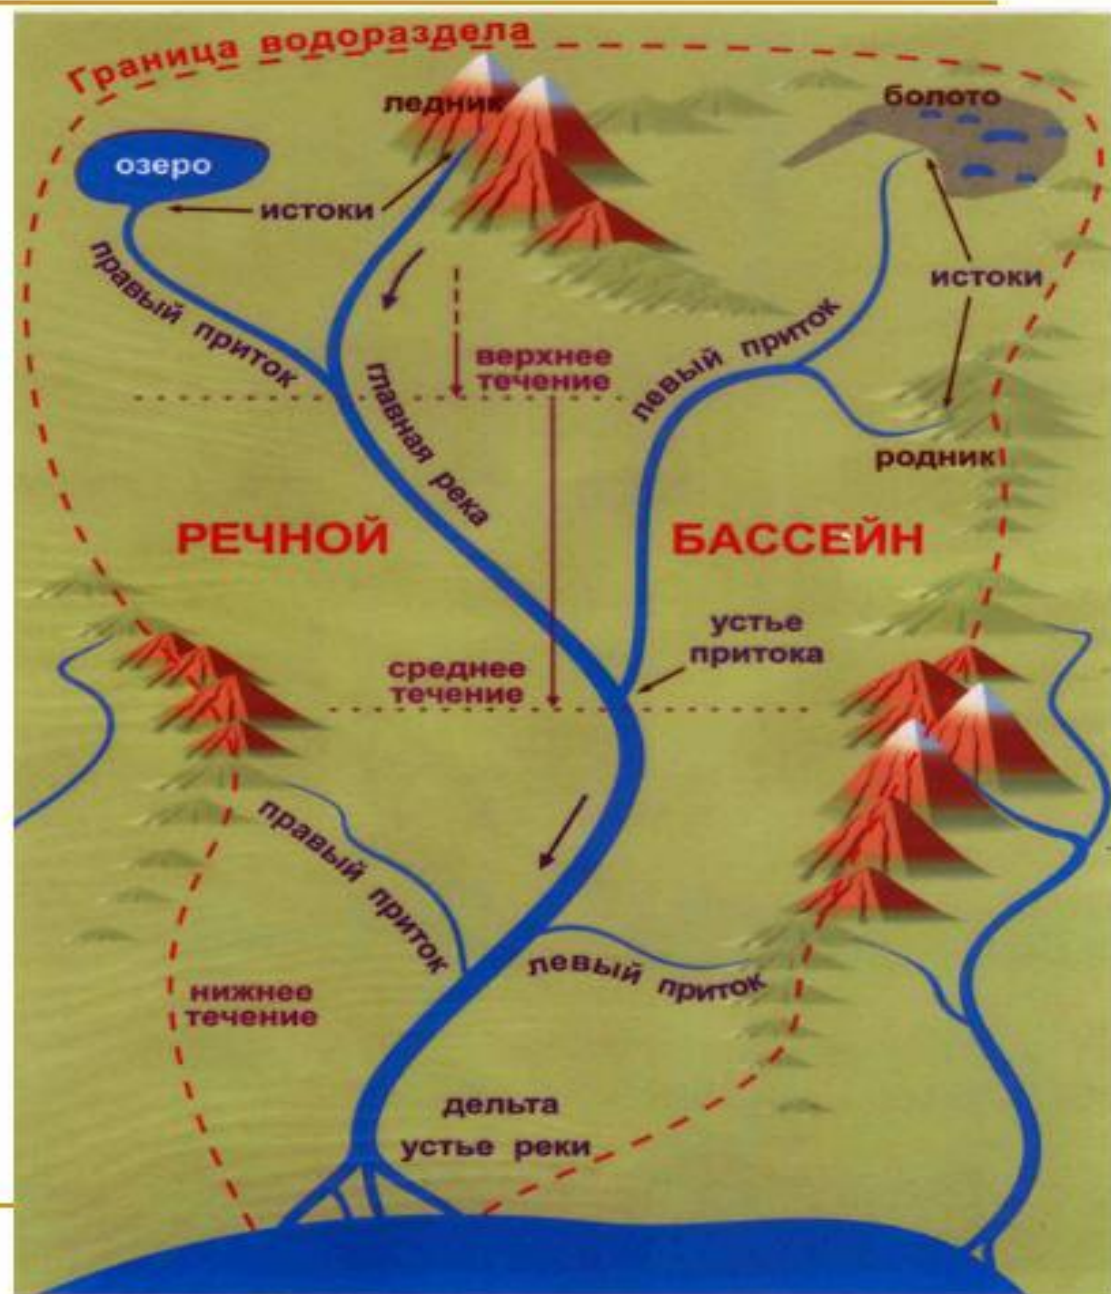 Граница водораздела
ледник
болото
озеро
истоки
истоки
правый приток
верхнее
течение
левый приток
главная река
родник
РЕЧНОЙ БАССЕЙН
устье
притока
среднее
течение
правый приток
левый приток
нижнее
течение
дельта
устье реки